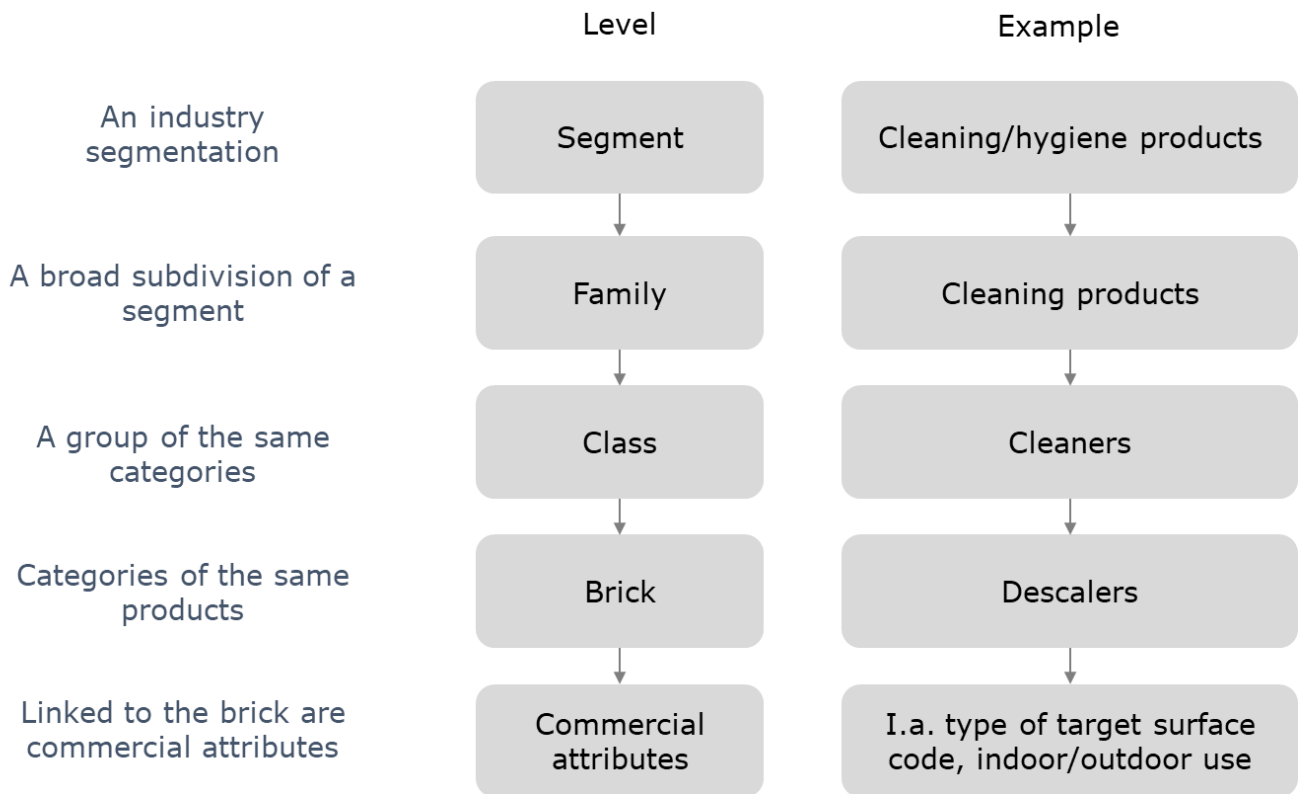 Level
Example
An industry
segmentation
Segment
Cleaning/hygiene products
A broad subdivision of a
segment
Family
Cleaning products
A group of the same
categories
Class
Cleaners
Categories of the same
products
Brick
Descalers
Linked to the brick are
commercial attributes
Commercial
attributes
I.a. type of target surface
code, indoor/outdoor use